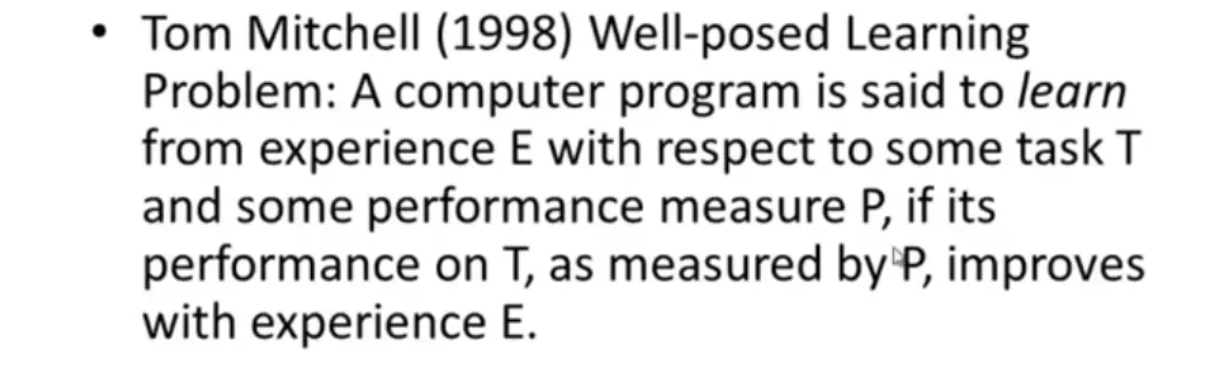 • Tom Mitchell (1998) Well-posed Learning
Problem: A computer program is said to learn
from experience E with respect to some task T
and some performance measure P, if its
performance on T, as measured by P, improves
with experience E.